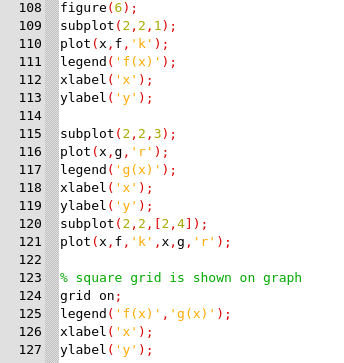 108 figure(6);
109 subplot(2,2,1);
110 plot(x,f,'k');
111 legend('f(x)');
112 xlabel('x');
113 ylabel('y');
114
115 subplot(2,2,3);
116 plot(x,g,'r');
117 legend('g(x)');
118 xlabel('x');
119 ylabel('y');
120 subplot(2,2,[2,4]);
121 plot(x,f,'k',x,g,'r');
122
123 % square grid is shown on graph
124 grid on;
125 legend('f(x)','g(x)');
126 xlabel('x');
127 ylabel('y');